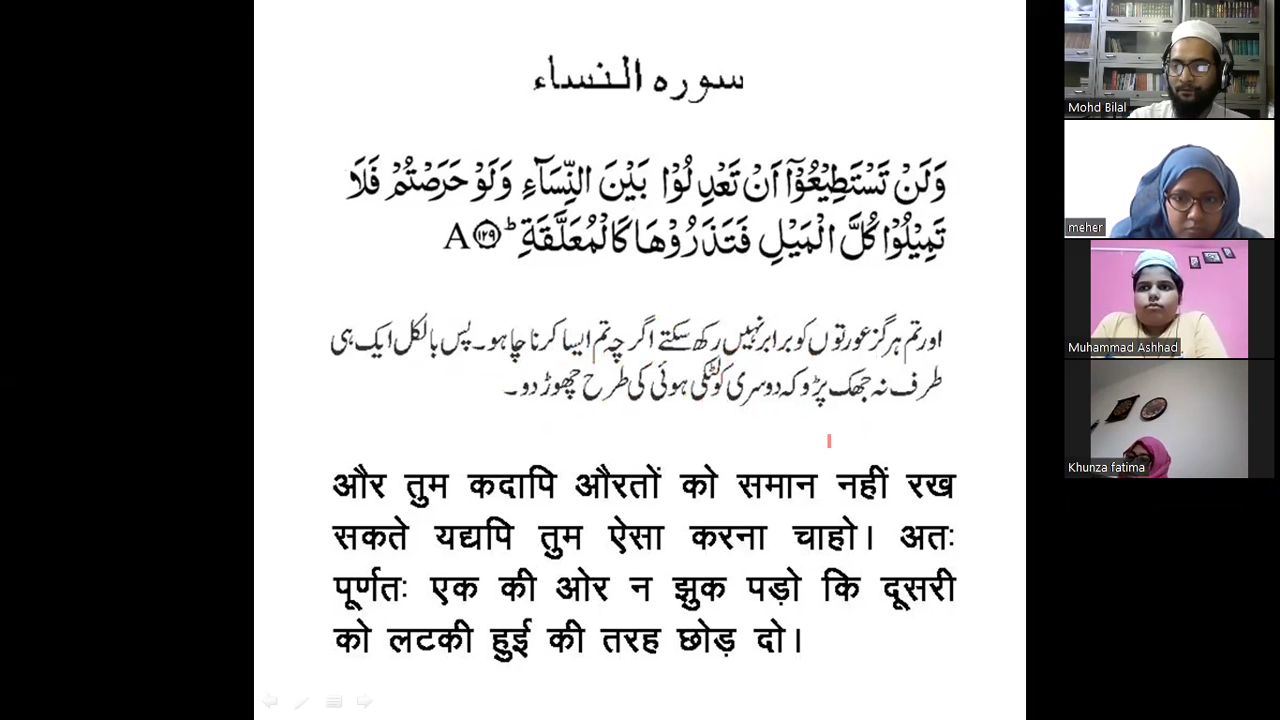 سورہ النساء
وَلَنْ تَسْتَطِيْعُوْٓا اَنْ تَعْدِلُوْا بَيْنَ النِّسَآءِ وَلَوْ حَرَصْتُمْ فَلَا
تَمِيْلُوْا كُلَّ الْمَيْلِ فَتَذَرُوْهَا كَالْمُعَلَّقَةِ ؕ ۝۱۲۹ A
اور تم ہرگز عورتوں کو برابر نہیں رکھ سکتے اگرچہ تم ایسا کرنا چاہو۔ پس بالکل ایک ہی
طرف نہ جھک پڑو کہ دوسری کو لٹکی ہوئی کی طرح چھوڑ دو۔
और तुम कदापि औरतों को समान नहीं रख
सकते यद्यपि तुम ऐसा करना चाहो। अतः
पूर्णतः एक की ओर न झुक पड़ो कि दूसरी
को लटकी हुई की तरह छोड़ दो।
Mohd Bilal
meher
Muhammad Ashhad
Khunza fatima